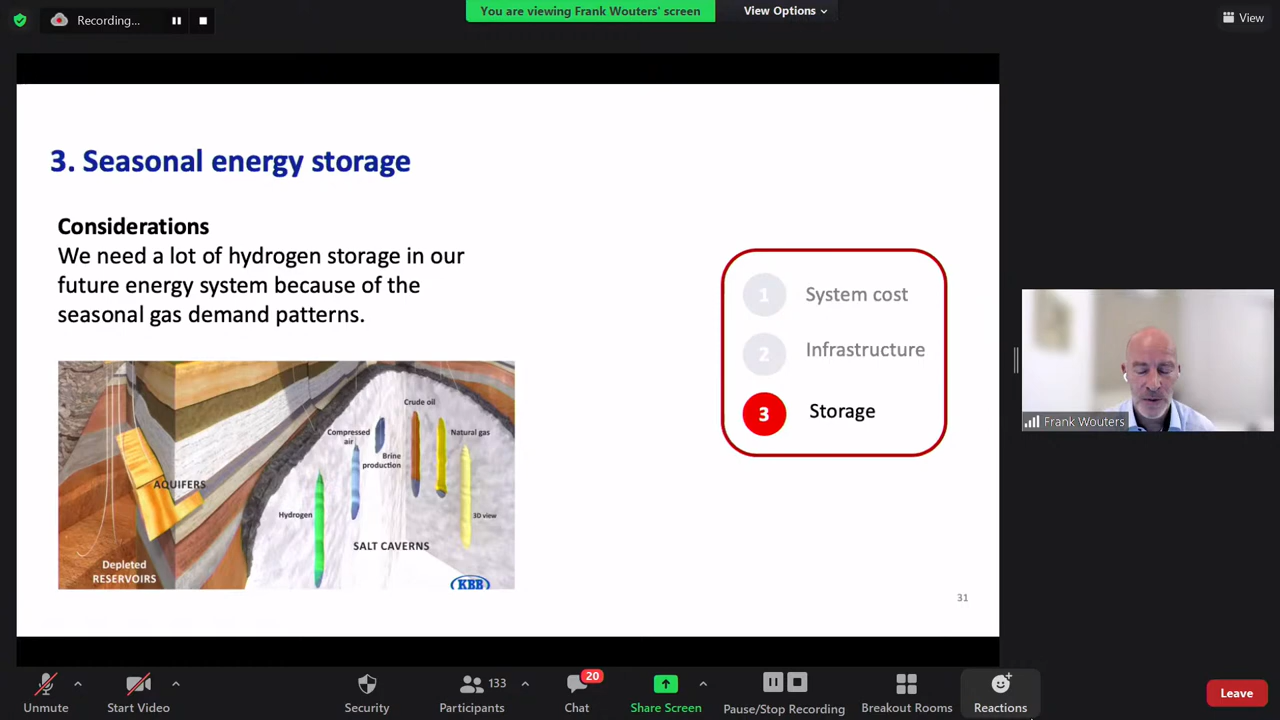 Recording...
You are viewing Frank Wouters' screen
View Options
View
3. Seasonal energy storage
Considerations
We need a lot of hydrogen storage in our
future energy system because of the
seasonal gas demand patterns.
1 System cost
2 Infrastructure
3 Storage
Crude oil
Compressed
air
Natural gas
Brine
production
AQUIFERS
Hydrogen
3D view
SALT CAVERNS
Depleted
RESERVOIRS
KBB
31
Frank Wouters
Unmute
Start Video
Security
133
Participants
20
Chat
Share Screen
Pause/Stop Recording
Breakout Rooms
Reactions
Leave